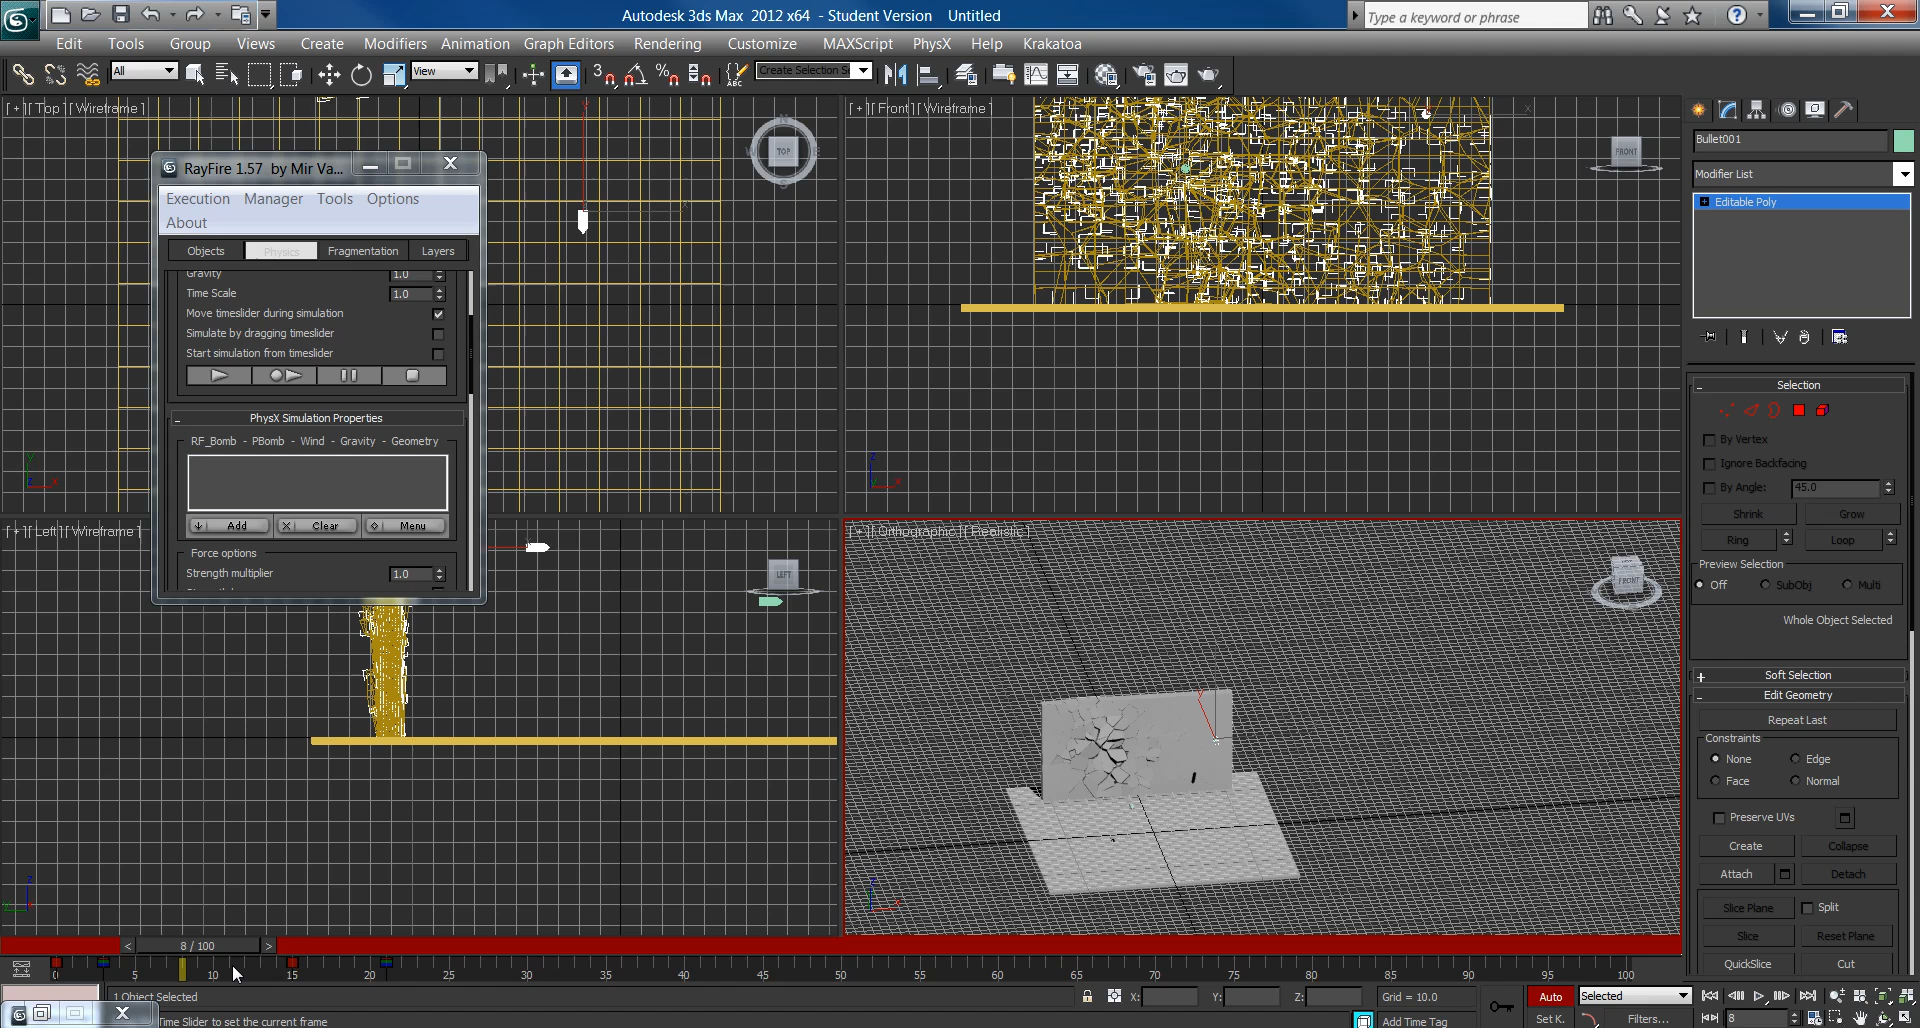 Autodesk 3ds Max 2012 x64 - Student Version Untitled
Type a keyword or phrase
Edit Tools Group Views Create Modifiers Animation Graph Editors Rendering Customize MAXScript PhysX Help Krakatoa
All
View
3
ABC
Create Selection S
[ + ][ Top ][ Wireframe ]
TOP
[ + ][ Front ][ Wireframe ]
FRONT
[ + ][ Left ][ Wireframe ]
LEFT
[ + ][ Orthographic ][ Realistic ]
FRONT
RayFire 1.57 by Mir Va...
Execution Manager Tools Options
About
Objects Physics Fragmentation Layers
Gravity 1.0
Time Scale 1.0
Move timeslider during simulation
Simulate by dragging timeslider
Start simulation from timeslider
PhysX Simulation Properties
RF_Bomb - PBomb - Wind - Gravity - Geometry
Add Clear Menu
Force options
Strength multiplier 1.0
Bullet001
Modifier List
Editable Poly
Selection
By Vertex
Ignore Backfacing
By Angle: 45.0
Shrink Grow
Ring Loop
Preview Selection
Off SubObj Multi
Whole Object Selected
Soft Selection
Edit Geometry
Repeat Last
Constraints
None Edge
Face Normal
Preserve UVs
Create Collapse
Attach Detach
Slice Plane Split
Slice Reset Plane
QuickSlice Cut
< 8 / 100 >
0 5 10 15 20 25 30 35 40 45 50 55 60 65 70 75 80 85 90 95 100
1 Object Selected
X: Y: Z: Grid = 10.0
Auto Selected
Time Slider to set the current frame
Add Time Tag
Set K. Filters... 8